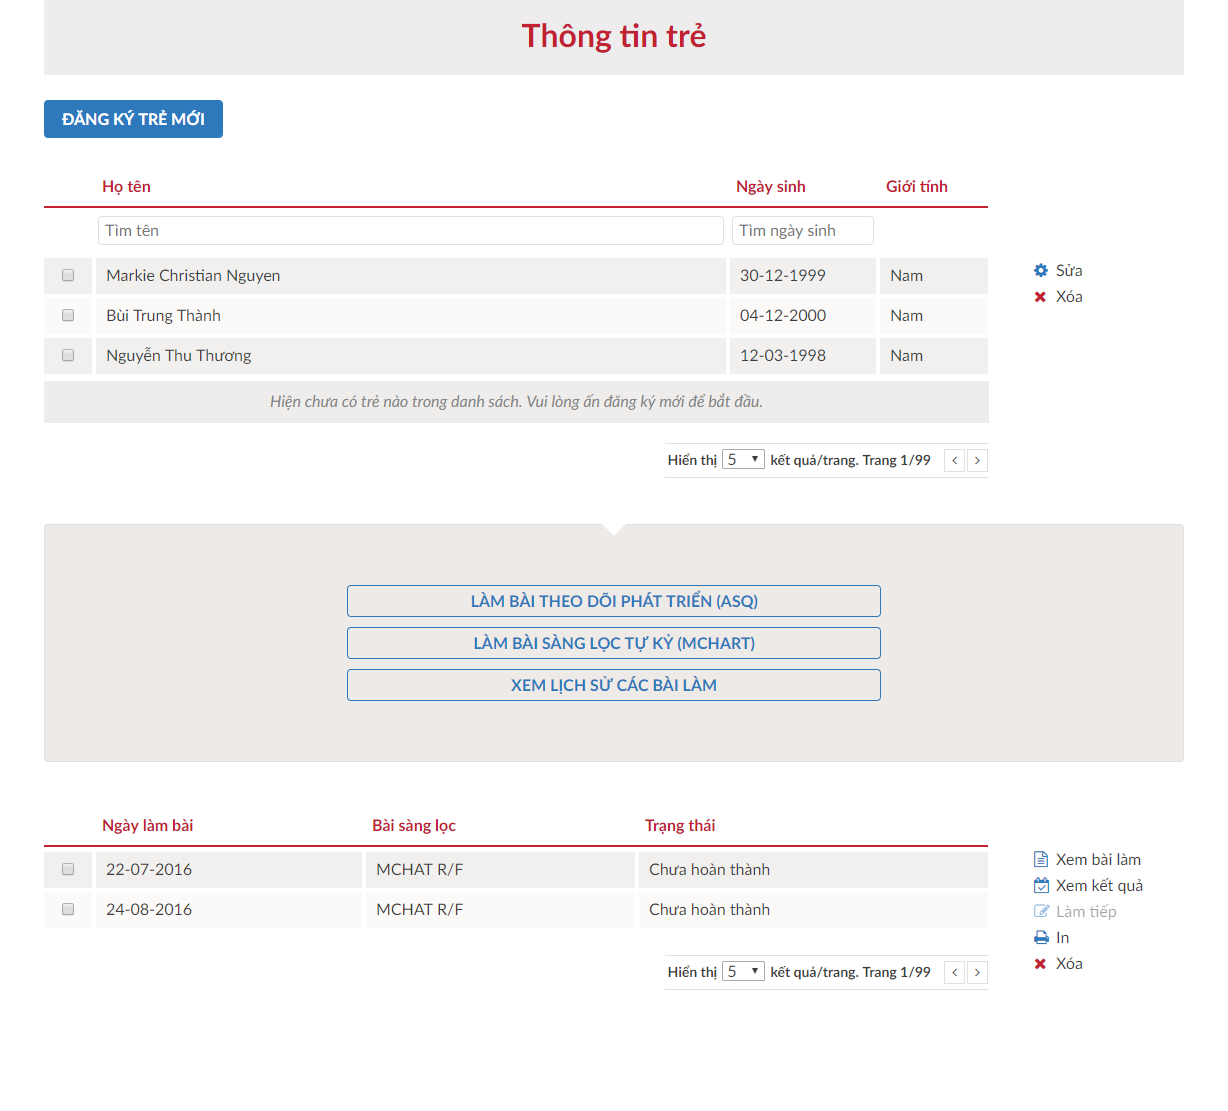 Thông tin trẻ
ĐĂNG KÝ TRẺ MỚI
Họ tên Ngày sinh Giới tính
Tìm tên Tìm ngày sinh
Markie Christian Nguyen 30-12-1999 Nam
Sửa
Xóa
Bùi Trung Thành 04-12-2000 Nam
Nguyễn Thu Thương 12-03-1998 Nam
Hiện chưa có trẻ nào trong danh sách. Vui lòng ấn đăng ký mới để bắt đầu.
Hiển thị 5 kết quả/trang. Trang 1/99 < >
LÀM BÀI THEO DÕI PHÁT TRIỂN (ASQ)
LÀM BÀI SÀNG LỌC TỰ KỶ (MCHART)
XEM LỊCH SỬ CÁC BÀI LÀM
Ngày làm bài Bài sàng lọc Trạng thái
22-07-2016 MCHAT R/F Chưa hoàn thành
24-08-2016 MCHAT R/F Chưa hoàn thành
Xem bài làm
Xem kết quả
Làm tiếp
In
Xóa
Hiển thị 5 kết quả/trang. Trang 1/99 < >